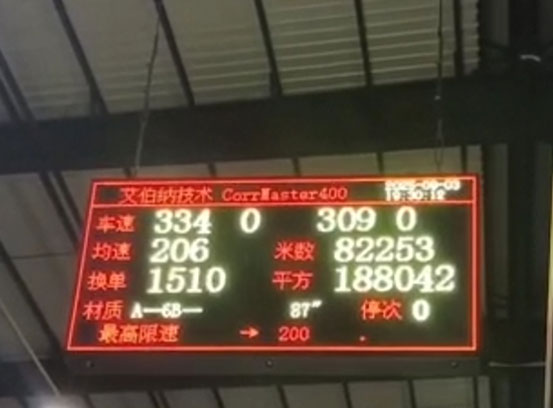 艾伯纳技术 CorrMaster400
车速 334 0 309 0
均速 206 米数 82253
换单 1510 平方 188042
材质 A—6B— 87" 停次 0
最高限速 → 200